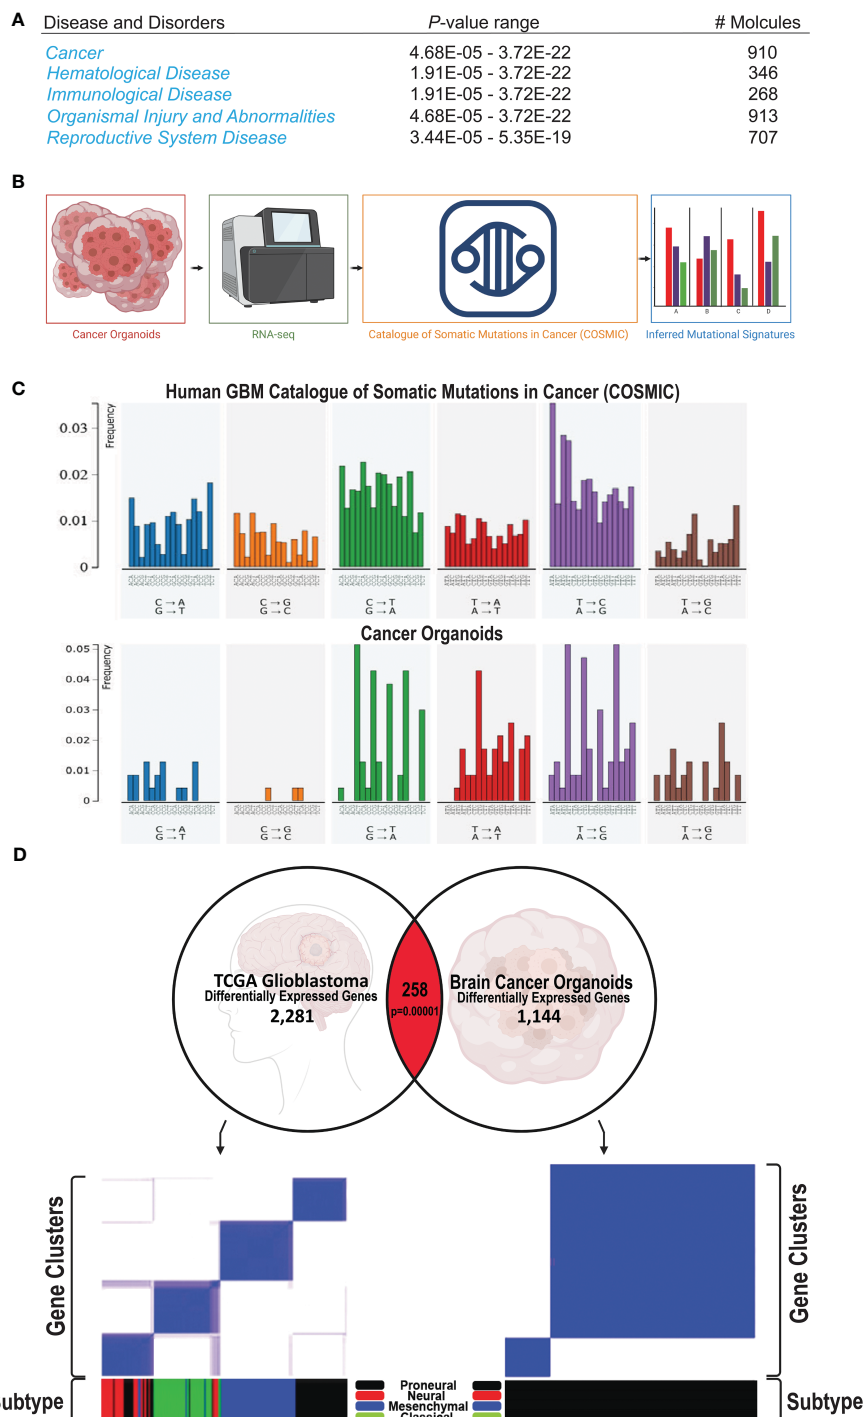 A
Disease and Disorders P-value range # Molcules
Cancer 4.68E-05 - 3.72E-22 910
Hematological Disease 1.91E-05 - 3.72E-22 346
Immunological Disease 1.91E-05 - 3.72E-22 268
Organismal Injury and Abnormalities 4.68E-05 - 3.72E-22 913
Reproductive System Disease 3.44E-05 - 5.35E-19 707
B
A B C D
Cancer Organoids RNA-seq Catalogue of Somatic Mutations in Cancer (COSMIC) Inferred Mutational Signatures
C
Human GBM Catalogue of Somatic Mutations in Cancer (COSMIC)
Frequency
0.03
0.02
0.01
0
C → A C → G C → T T → A T → C T → G
G → T G → C G → A A → T A → G A → C
Cancer Organoids
Frequency
0.05
0.04
0.03
0.02
0.01
0
C → A C → G C → T T → A T → C T → G
G → T G → C G → A A → T A → G A → C
D
TCGA Glioblastoma
Differentially Expressed Genes
2,281
258
p=0.00001
Brain Cancer Organoids
Differentially Expressed Genes
1,144
Gene Clusters
Gene Clusters
Proneural
Neural
Mesenchymal
Classical
Subtype